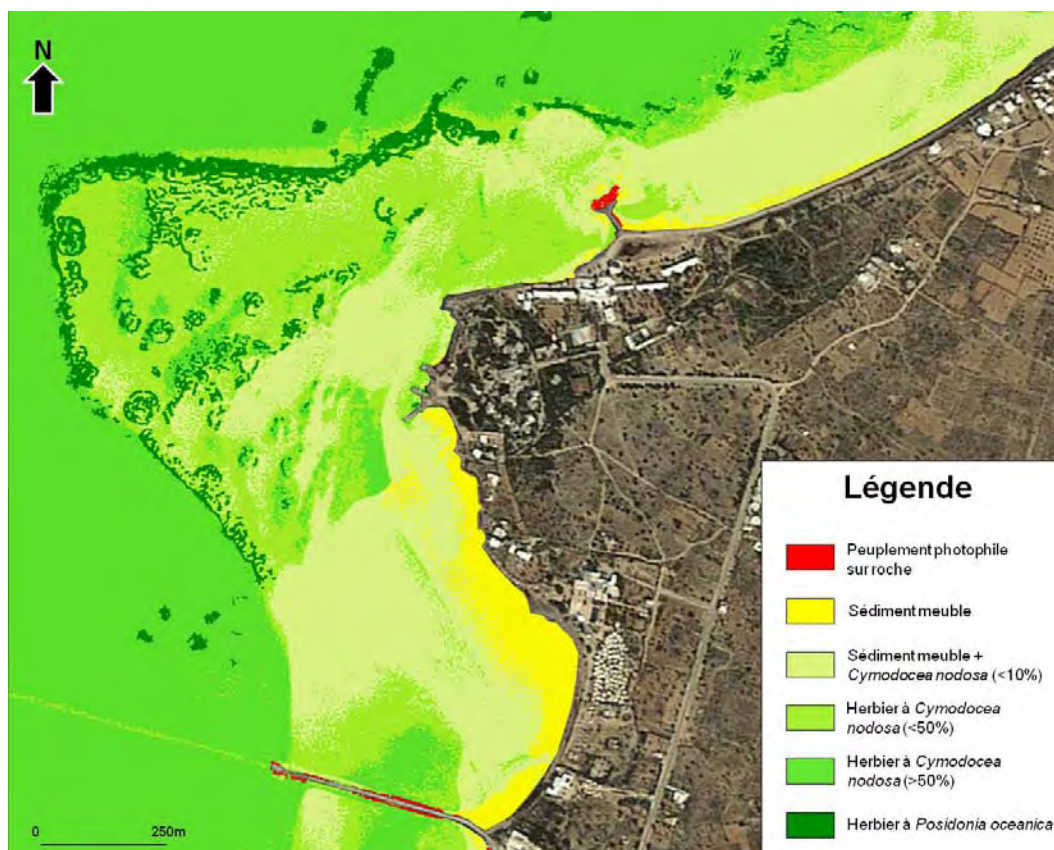 N
Légende
Peuplement photophile
sur roche
Sédiment meuble
Sédiment meuble +
Cymodocea nodosa (<10%)
Herbier à Cymodocea
nodosa (<50%)
Herbier à Cymodocea
nodosa (>50%)
Herbier à Posidonia oceanica
0 250m